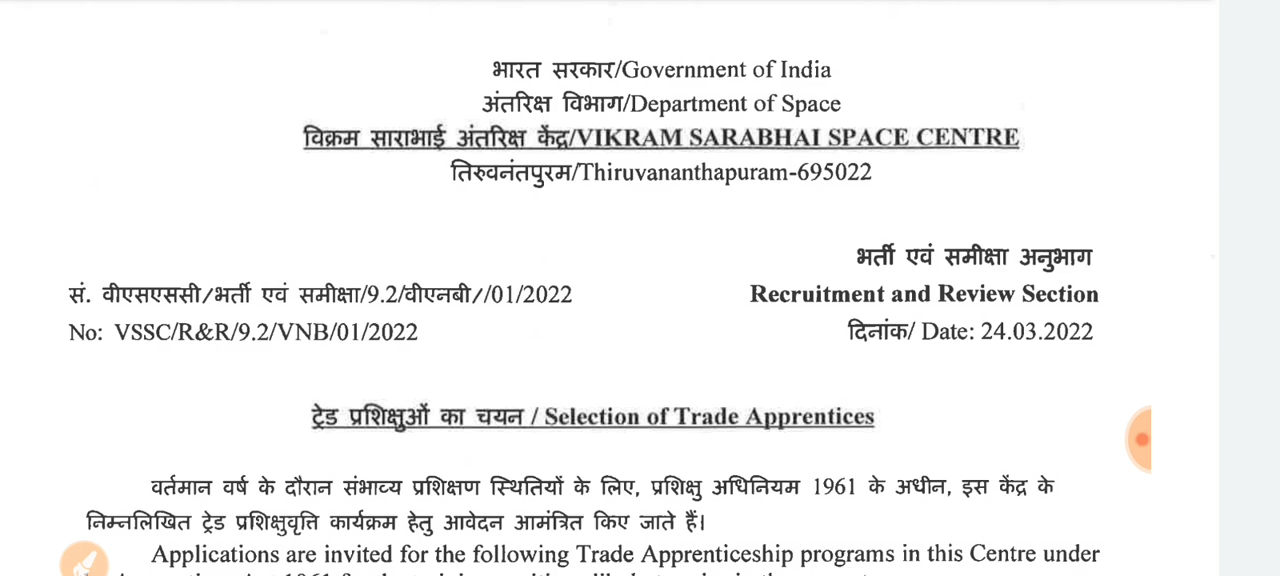 भारत सरकार/Government of India
अंतरिक्ष विभाग/Department of Space
विक्रम साराभाई अंतरिक्ष केंद्र/VIKRAM SARABHAI SPACE CENTRE
तिरुवनंतपुरम/Thiruvananthapuram-695022
भर्ती एवं समीक्षा अनुभाग
सं. वीएसएससी/भर्ती एवं समीक्षा/9.2/वीएनबी//01/2022 Recruitment and Review Section
No: VSSC/R&R/9.2/VNB/01/2022 दिनांक/ Date: 24.03.2022
ट्रेड प्रशिक्षुओं का चयन / Selection of Trade Apprentices
वर्तमान वर्ष के दौरान संभाव्य प्रशिक्षण स्थितियों के लिए, प्रशिक्षु अधिनियम 1961 के अधीन, इस केंद्र के
निम्नलिखित ट्रेड प्रशिक्षुवृत्ति कार्यक्रम हेतु आवेदन आमंत्रित किए जाते हैं।
Applications are invited for the following Trade Apprenticeship programs in this Centre under